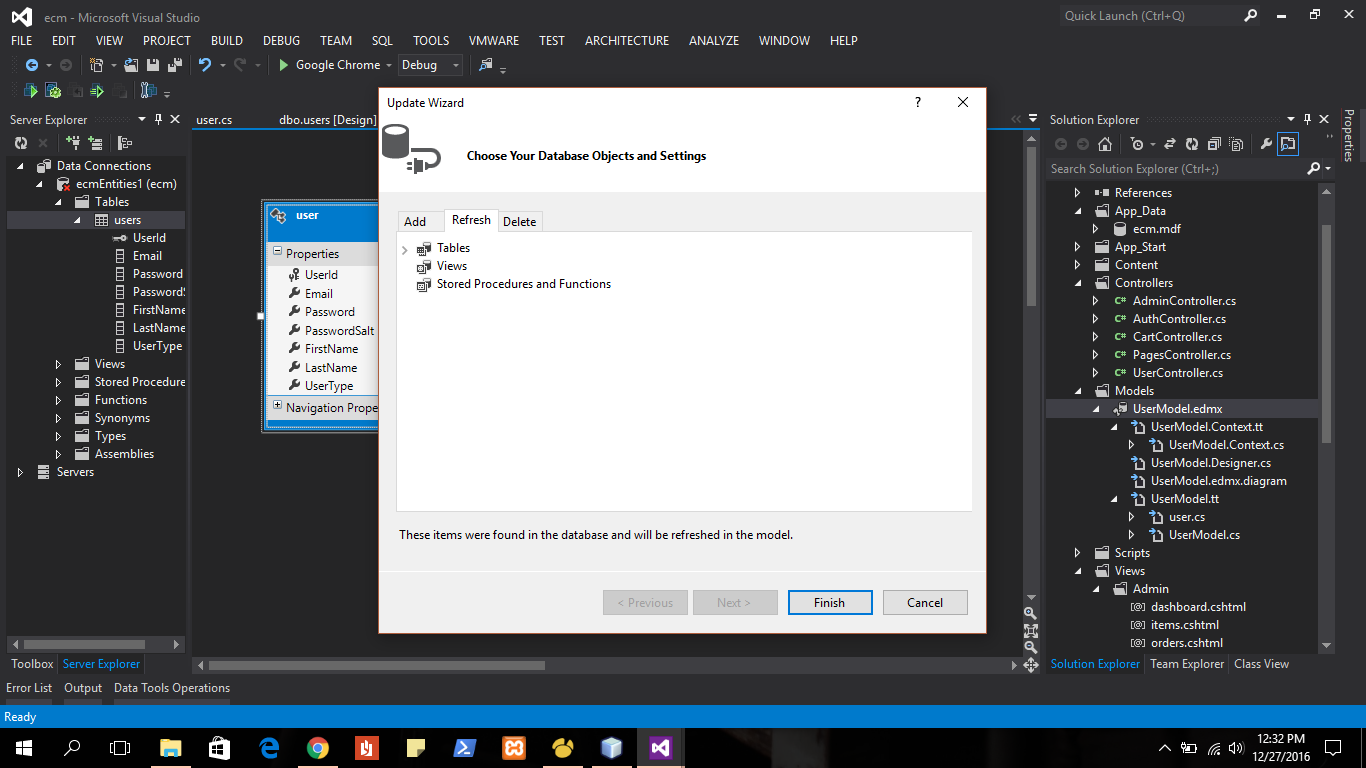 ecm - Microsoft Visual Studio
Quick Launch (Ctrl+Q)
FILE EDIT VIEW PROJECT BUILD DEBUG TEAM SQL TOOLS VMWARE TEST ARCHITECTURE ANALYZE WINDOW HELP
Google Chrome Debug
Server Explorer
Data Connections
ecmEntities1 (ecm)
Tables
users
UserId
Email
Password
PasswordS
FirstName
LastName
UserType
Views
Stored Procedure
Functions
Synonyms
Types
Assemblies
Servers
Toolbox Server Explorer
user.cs dbo.users [Design]
user
Properties
UserId
Email
Password
PasswordSalt
FirstName
LastName
UserType
Navigation Prope
Update Wizard
?
Choose Your Database Objects and Settings
Add Refresh Delete
Tables
Views
Stored Procedures and Functions
These items were found in the database and will be refreshed in the model.
< Previous Next > Finish Cancel
Solution Explorer
Search Solution Explorer (Ctrl+;)
References
App_Data
ecm.mdf
App_Start
Content
Controllers
C# AdminController.cs
C# AuthController.cs
C# CartController.cs
C# PagesController.cs
C# UserController.cs
Models
UserModel.edmx
UserModel.Context.tt
UserModel.Context.cs
UserModel.Designer.cs
UserModel.edmx.diagram
UserModel.tt
user.cs
UserModel.cs
Scripts
Views
Admin
[@] dashboard.cshtml
[@] items.cshtml
[@] orders.cshtml
Solution Explorer Team Explorer Class View
Properties
Error List Output Data Tools Operations
Ready
12:32 PM
12/27/2016